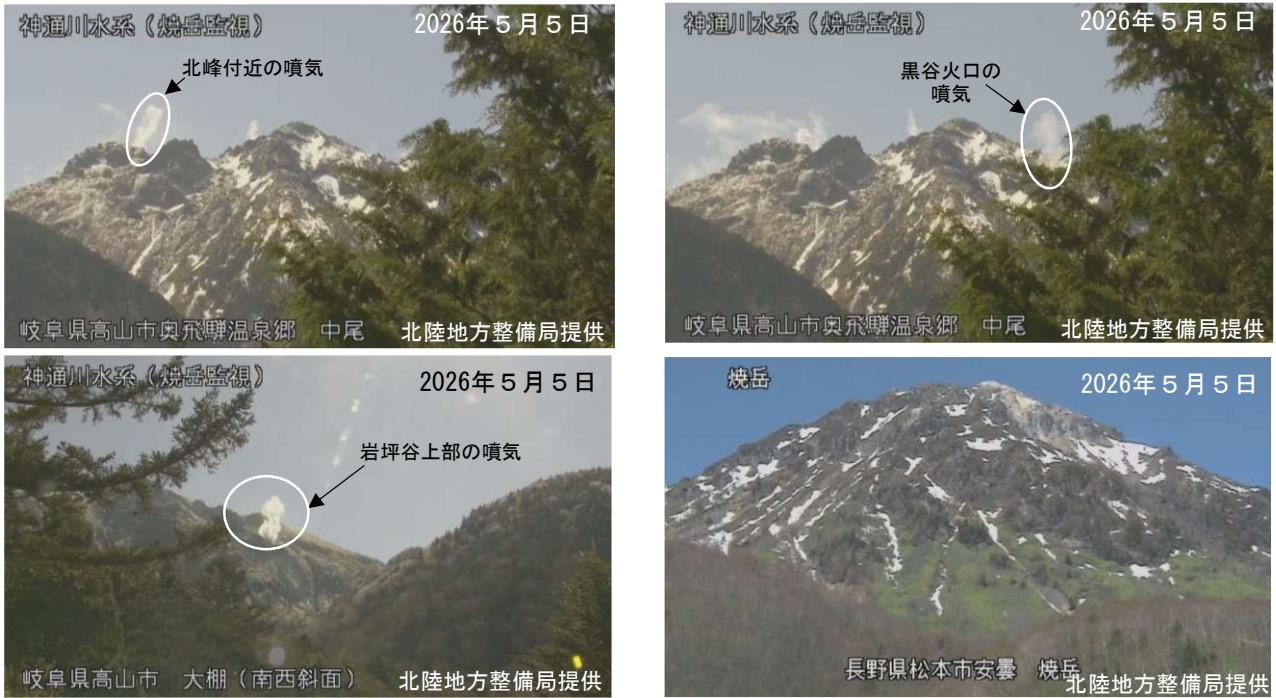 神通川水系（焼岳監視）
2026年５月５日
北峰付近の噴気
岐阜県高山市奥飛騨温泉郷　中尾
北陸地方整備局提供
神通川水系（焼岳監視）
2026年５月５日
黒谷火口の
噴気
岐阜県高山市奥飛騨温泉郷　中尾
北陸地方整備局提供
神通川水系（焼岳監視）
2026年５月５日
岩坪谷上部の噴気
岐阜県高山市　大棚（南西斜面）
北陸地方整備局提供
焼岳
2026年５月５日
長野県松本市安曇　焼岳
北陸地方整備局提供